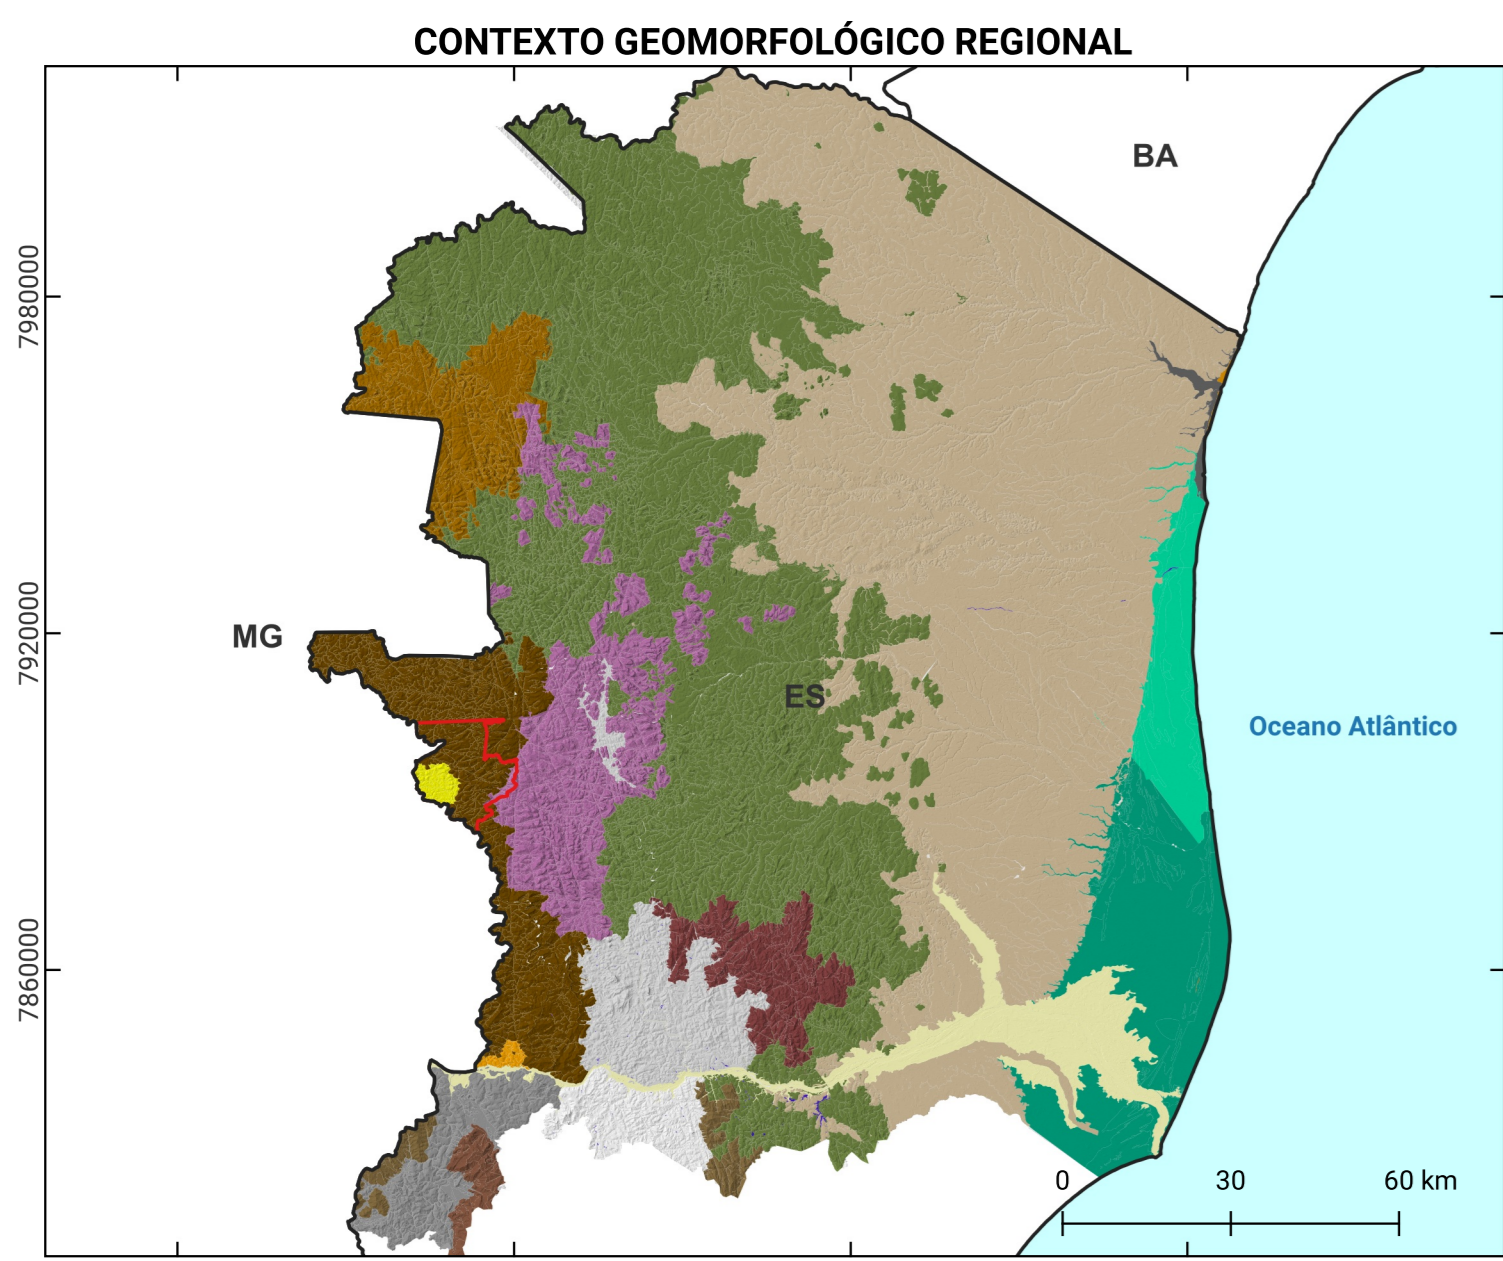 CONTEXTO GEOMORFOLÓGICO REGIONAL
BA
7980000
MG
7920000
ES
Oceano Atlântico
7860000
0 30 60 km